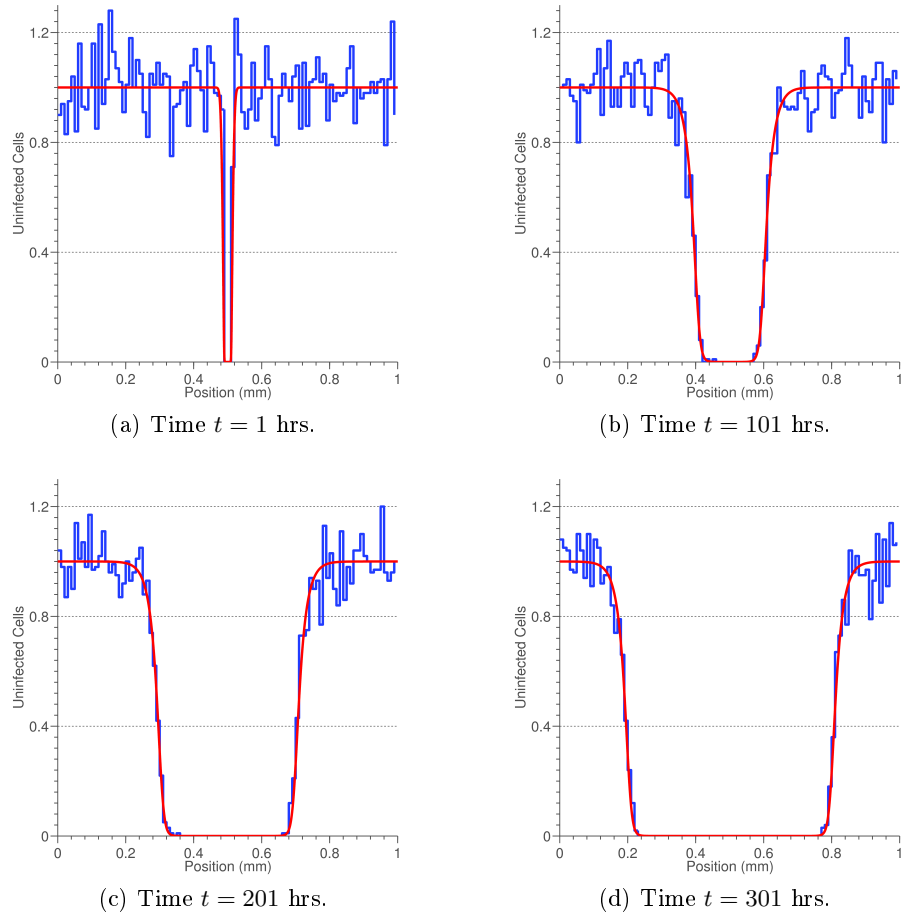 1.2
0.8
0.4
0
Uninfected Cells
0 0.2 0.4 0.6 0.8 1
Position (mm)
(a) Time t = 1 hrs.
1.2
0.8
0.4
0
Uninfected Cells
0 0.2 0.4 0.6 0.8 1
Position (mm)
(b) Time t = 101 hrs.
1.2
0.8
0.4
0
Uninfected Cells
0 0.2 0.4 0.6 0.8 1
Position (mm)
(c) Time t = 201 hrs.
1.2
0.8
0.4
0
Uninfected Cells
0 0.2 0.4 0.6 0.8 1
Position (mm)
(d) Time t = 301 hrs.